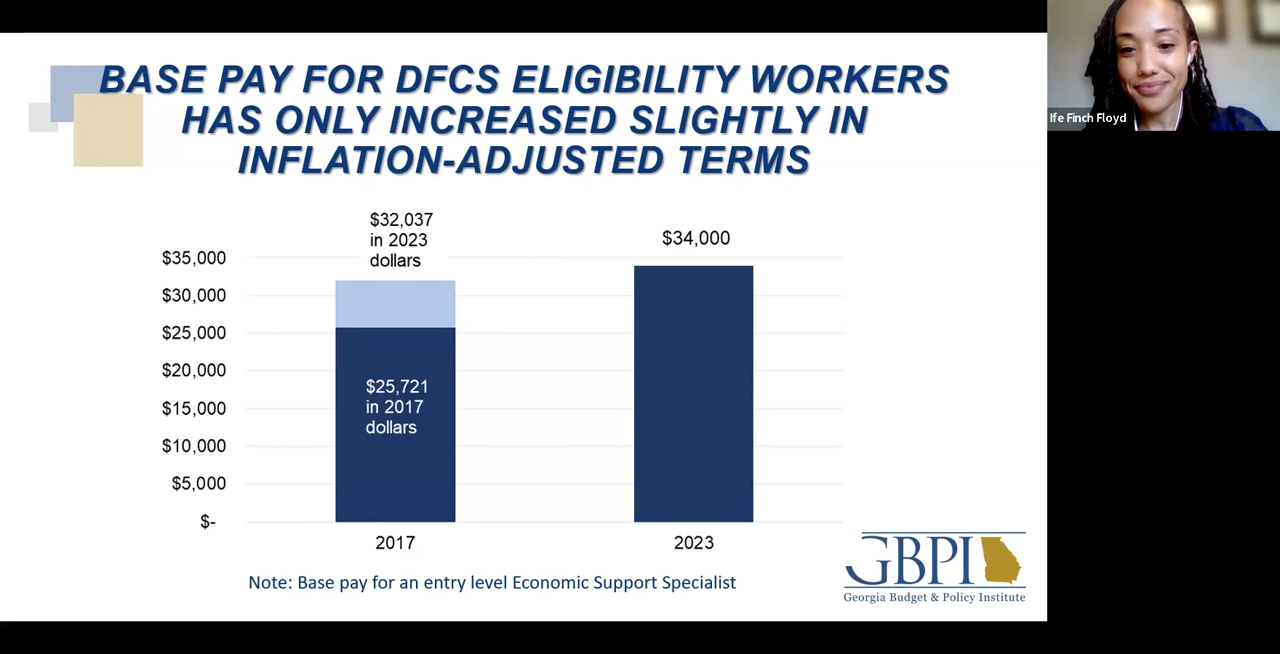 BASE PAY FOR DFCS ELIGIBILITY WORKERS
HAS ONLY INCREASED SLIGHTLY IN
INFLATION-ADJUSTED TERMS
Ife Finch Floyd
$32,037
in 2023
dollars
$34,000
$35,000
$30,000
$25,000
$20,000
$15,000
$10,000
$5,000
$-
$25,721
in 2017
dollars
2017
2023
Note: Base pay for an entry level Economic Support Specialist
GBPI
Georgia Budget & Policy Institute